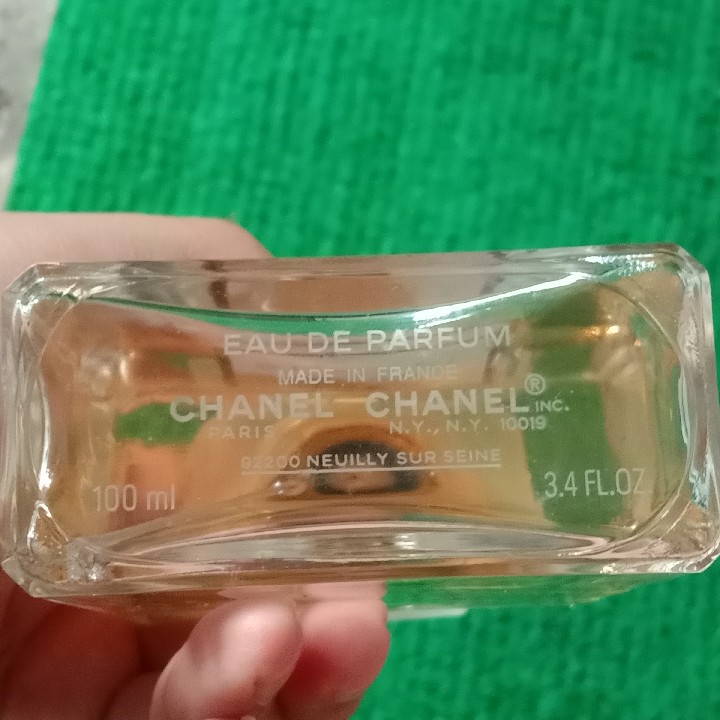 EAU DE PARFUM
MADE IN FRANCE
CHANEL CHANEL® INC.
PARIS N.Y., N.Y. 10019
92200 NEUILLY SUR SEINE
100 ml 3.4 FL.OZ.